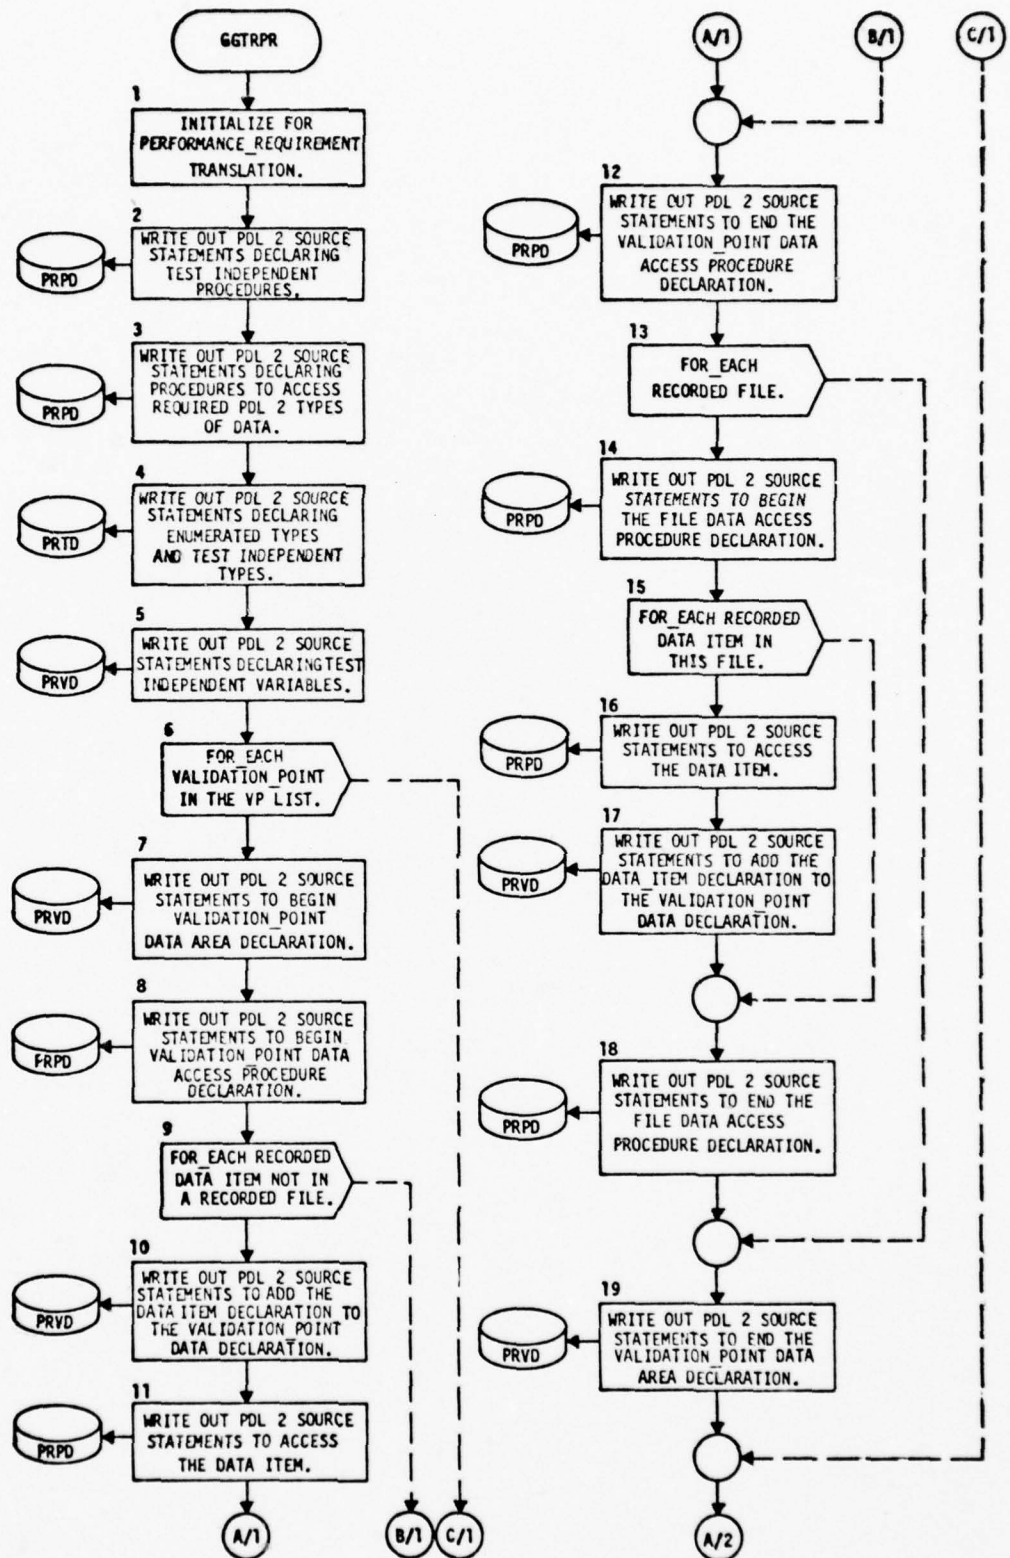 GGTRPR
1
INITIALIZE FOR
PERFORMANCE_REQUIREMENT
TRANSLATION.
2
WRITE OUT PDL 2 SOURCE
STATEMENTS DECLARING
TEST INDEPENDENT
PROCEDURES.
PRPD
3
WRITE OUT PDL 2 SOURCE
STATEMENTS DECLARING
PROCEDURES TO ACCESS
REQUIRED PDL 2 TYPES
OF DATA.
PRPD
4
WRITE OUT PDL 2 SOURCE
STATEMENTS DECLARING
ENUMERATED TYPES
AND TEST INDEPENDENT
TYPES.
PRTD
5
WRITE OUT PDL 2 SOURCE
STATEMENTS DECLARING TEST
INDEPENDENT VARIABLES.
PRVD
6
FOR_EACH
VALIDATION_POINT
IN THE VP LIST.
7
WRITE OUT PDL 2 SOURCE
STATEMENTS TO BEGIN
VALIDATION_POINT
DATA AREA DECLARATION.
PRVD
8
WRITE OUT PDL 2 SOURCE
STATEMENTS TO BEGIN
VALIDATION_POINT DATA
ACCESS PROCEDURE
DECLARATION.
FRPD
9
FOR_EACH RECORDED
DATA ITEM NOT IN
A RECORDED FILE.
10
WRITE OUT PDL 2 SOURCE
STATEMENTS TO ADD THE
DATA ITEM DECLARATION TO
THE VALIDATION_POINT
DATA DECLARATION.
PRVD
11
WRITE OUT PDL 2 SOURCE
STATEMENTS TO ACCESS
THE DATA ITEM.
PRPD
A/1
B/1
C/1
A/1
B/1
C/1
12
WRITE OUT PDL 2 SOURCE
STATEMENTS TO END THE
VALIDATION_POINT DATA
ACCESS PROCEDURE
DECLARATION.
PRPD
13
FOR_EACH
RECORDED FILE.
14
WRITE OUT PDL 2 SOURCE
STATEMENTS TO BEGIN
THE FILE DATA ACCESS
PROCEDURE DECLARATION.
PRPD
15
FOR_EACH RECORDED
DATA ITEM IN
THIS FILE.
16
WRITE OUT PDL 2 SOURCE
STATEMENTS TO ACCESS
THE DATA ITEM.
PRPD
17
WRITE OUT PDL 2 SOURCE
STATEMENTS TO ADD THE
DATA_ITEM DECLARATION TO
THE VALIDATION_POINT
DATA DECLARATION.
PRVD
18
WRITE OUT PDL 2 SOURCE
STATEMENTS TO END THE
FILE DATA ACCESS
PROCEDURE DECLARATION.
PRPD
19
WRITE OUT PDL 2 SOURCE
STATEMENTS TO END THE
VALIDATION_POINT DATA
AREA DECLARATION.
PRVD
A/2